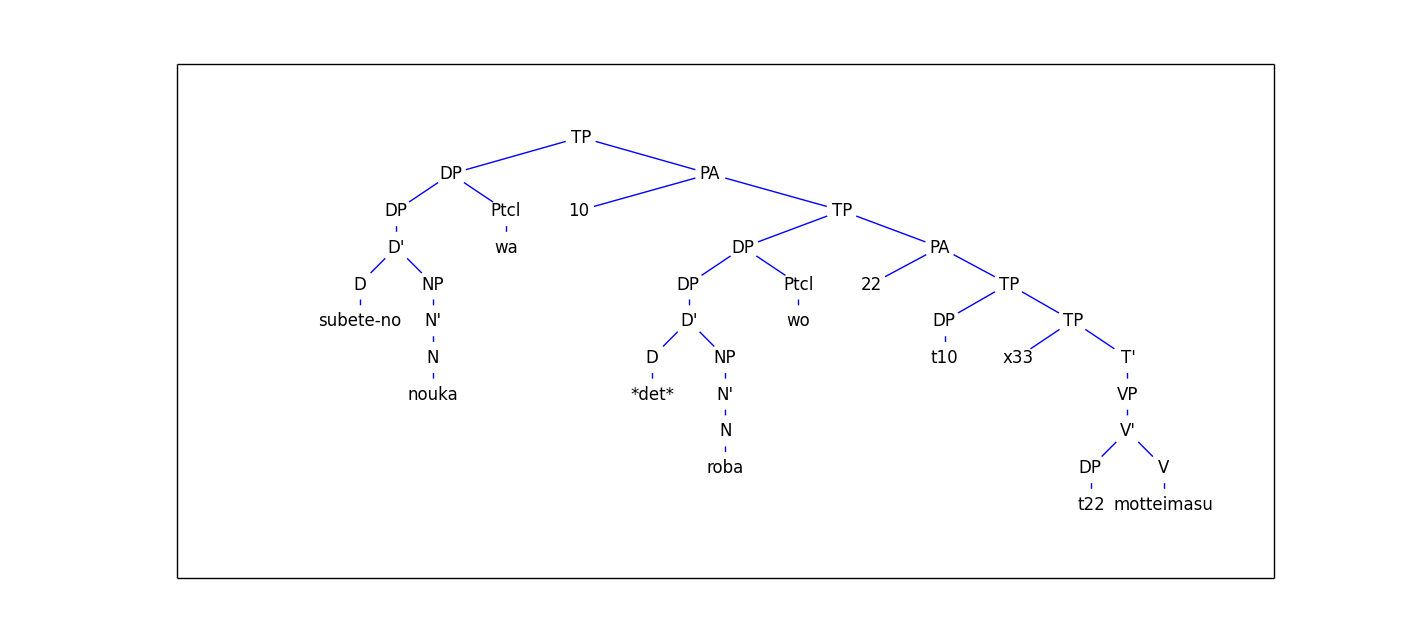 TP
DP PA
DP Ptcl 10 TP
D' wa DP PA
D NP DP Ptcl 22 TP
subete-no N' D' wo DP TP
N D NP t10 x33 T'
nouka *det* N' VP
N V'
roba DP V
t22 motteimasu